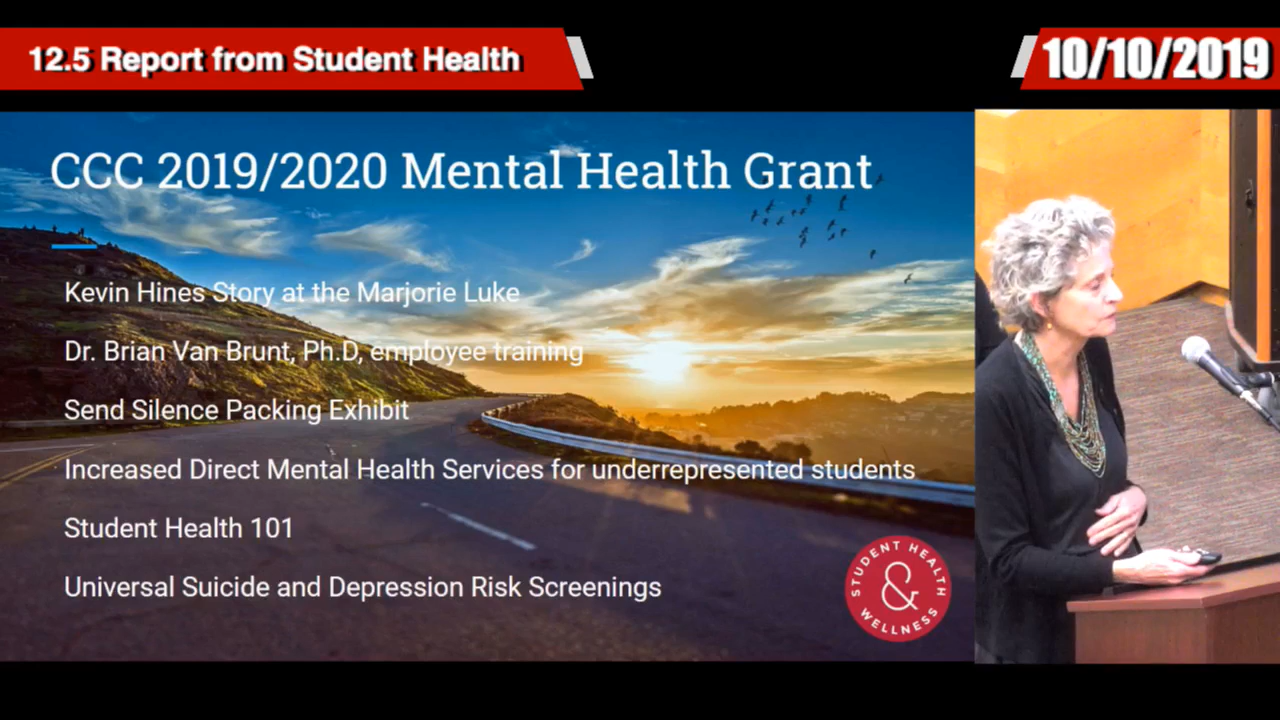 12.5 Report from Student Health
10/10/2019
CCC 2019/2020 Mental Health Grant
Kevin Hines Story at the Marjorie Luke
Dr. Brian Van Brunt, Ph.D, employee training
Send Silence Packing Exhibit
Increased Direct Mental Health Services for underrepresented students
Student Health 101
Universal Suicide and Depression Risk Screenings
STUDENT HEALTH
&
WELLNESS